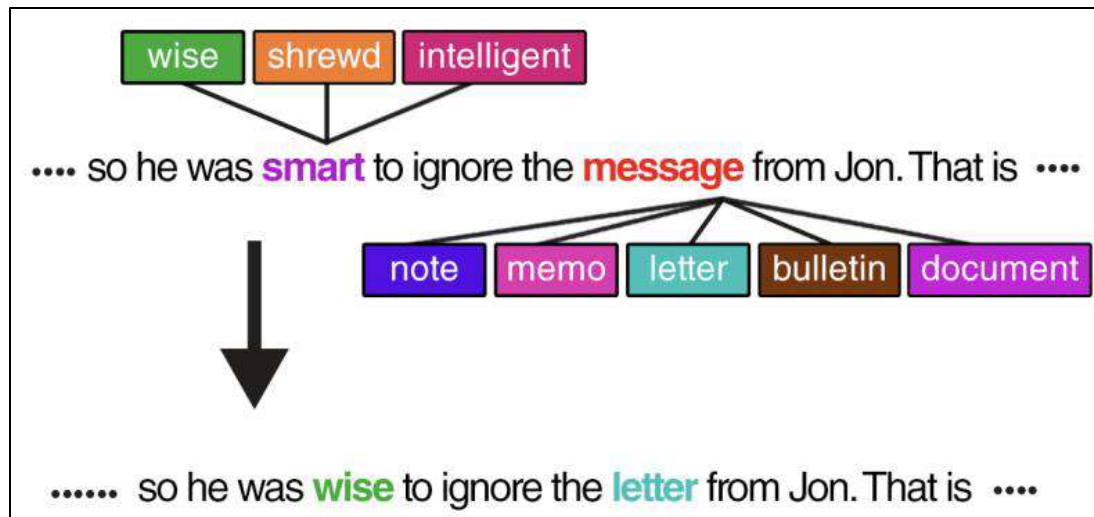 wise shrewd intelligent
.... so he was smart to ignore the message from Jon. That is ....
note memo letter bulletin document
...... so he was wise to ignore the letter from Jon. That is ....